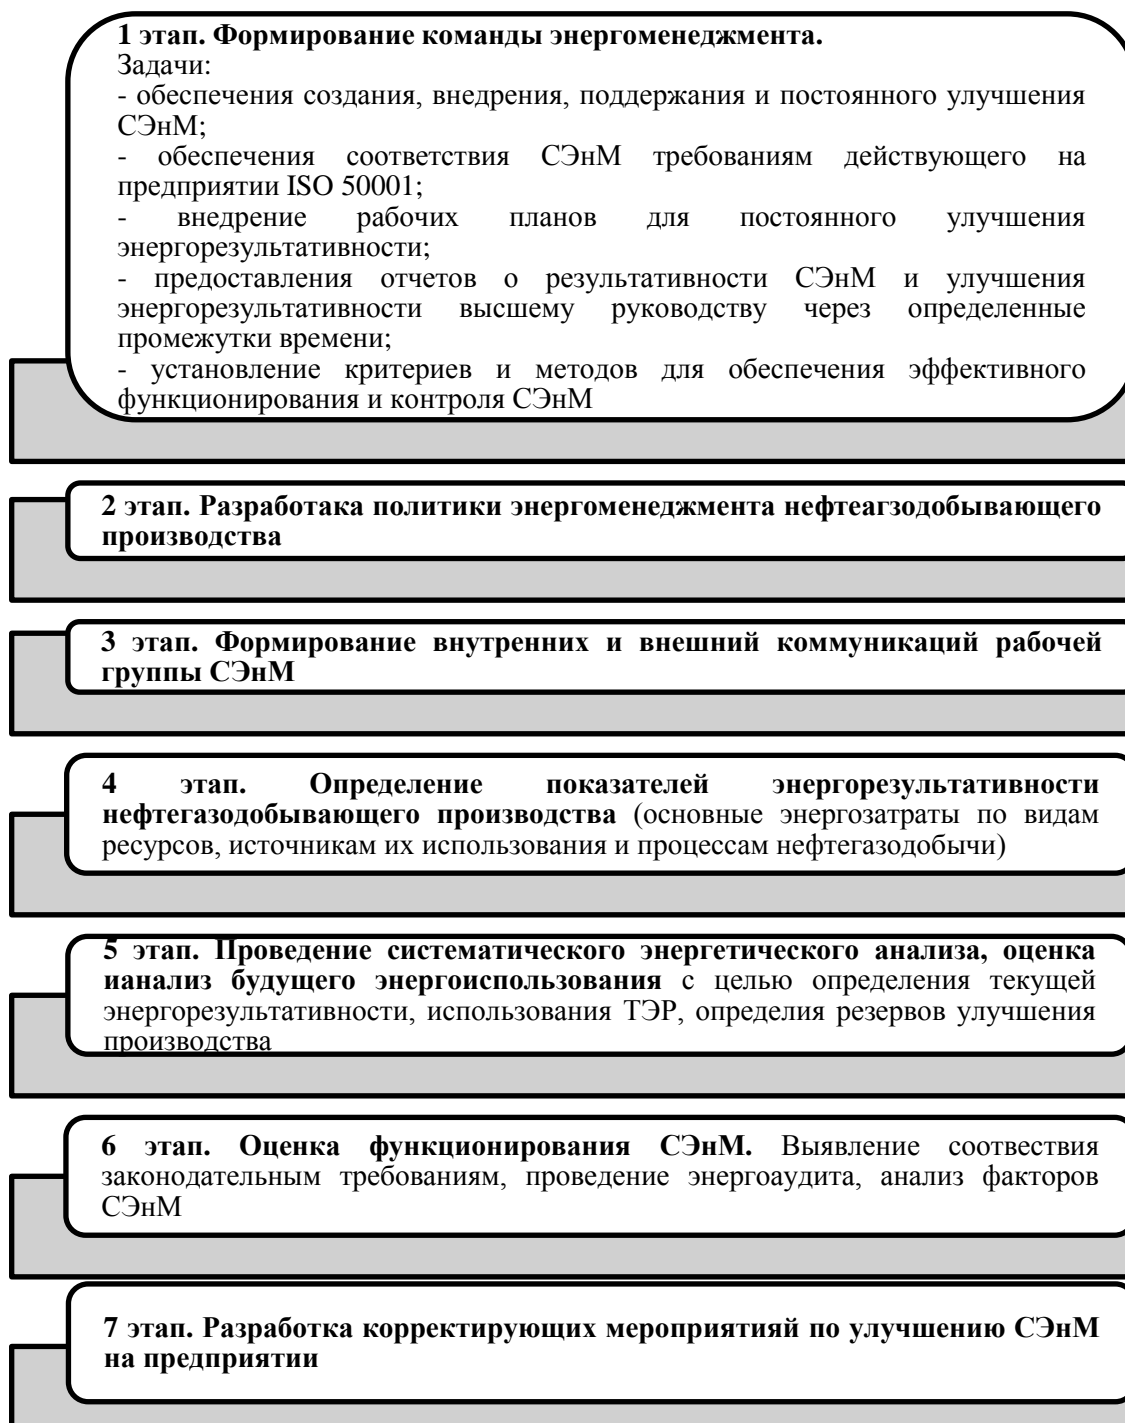 1 этап. Формирование команды энергоменеджмента.
Задачи:
- обеспечения создания, внедрения, поддержания и постоянного улучшения
СЭнМ;
- обеспечения соответствия СЭнМ требованиям действующего на
предприятии ISO 50001;
- внедрение рабочих планов для постоянного улучшения
энергорезультативности;
- предоставления отчетов о результативности СЭнМ и улучшения
энергорезультативности высшему руководству через определенные
промежутки времени;
- установление критериев и методов для обеспечения эффективного
функционирования и контроля СЭнМ
2 этап. Разработака политики энергоменеджмента нефтеагзодобывающего
производства
3 этап. Формирование внутренних и внешний коммуникаций рабочей
группы СЭнМ
4 этап. Определение показателей энергорезультативности
нефтегазодобывающего производства (основные энергозатраты по видам
ресурсов, источникам их использования и процессам нефтегазодобычи)
5 этап. Проведение систематического энергетического анализа, оценка
ианализ будущего энергоиспользования с целью определения текущей
энергорезультативности, использования ТЭР, определия резервов улучшения
производства
6 этап. Оценка функционирования СЭнМ. Выявление соотвествия
законодательным требованиям, проведение энергоаудита, анализ факторов
СЭнМ
7 этап. Разработка корректирующих мероприятияй по улучшению СЭнМ
на предприятии